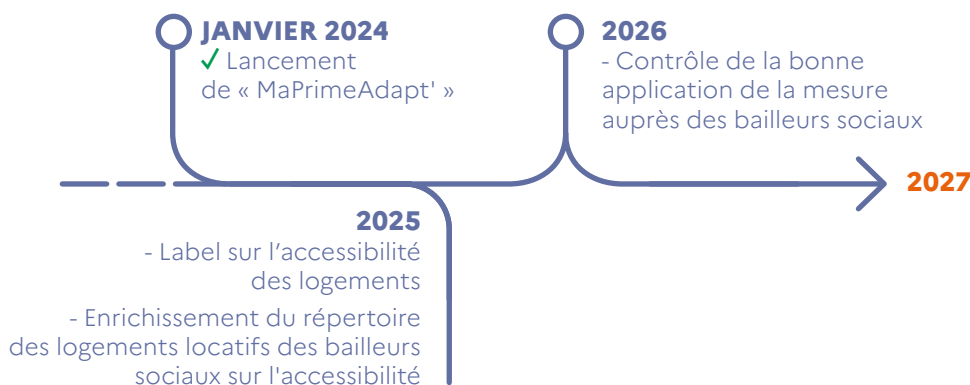 JANVIER 2024
✓ Lancement
de « MaPrimeAdapt' »
2026
- Contrôle de la bonne
application de la mesure
auprès des bailleurs sociaux
2027
2025
- Label sur l’accessibilité
des logements
- Enrichissement du répertoire
des logements locatifs des bailleurs
sociaux sur l'accessibilité